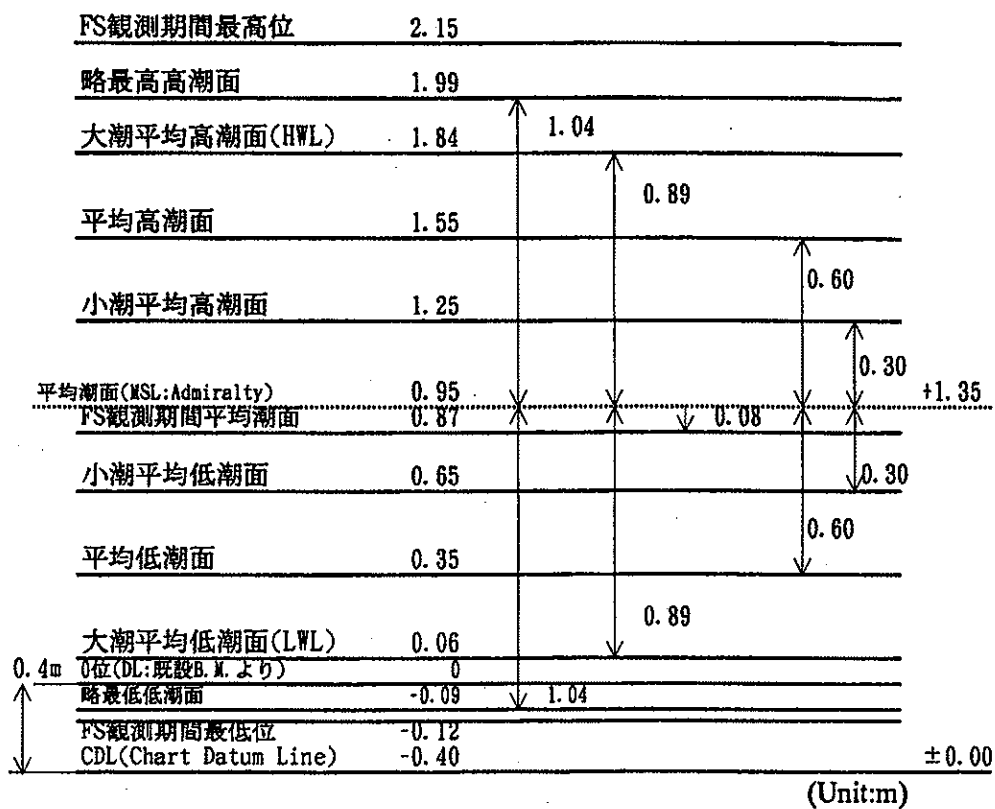 FS観測期間最高位 2.15
略最高高潮面 1.99
1.04
大潮平均高潮面(HWL) 1.84
0.89
平均高潮面 1.55
0.60
小潮平均高潮面 1.25
0.30
平均潮面(MSL:Admiralty) 0.95 +1.35
FS観測期間平均潮面 0.87 0.08
小潮平均低潮面 0.65 0.30
0.60
平均低潮面 0.35
0.89
大潮平均低潮面(LWL) 0.06
0.4m 0位(DL:既設B.M.より) 0
略最低低潮面 -0.09 1.04
FS観測期間最低位 -0.12
CDL(Chart Datum Line) -0.40 ±0.00
(Unit:m)